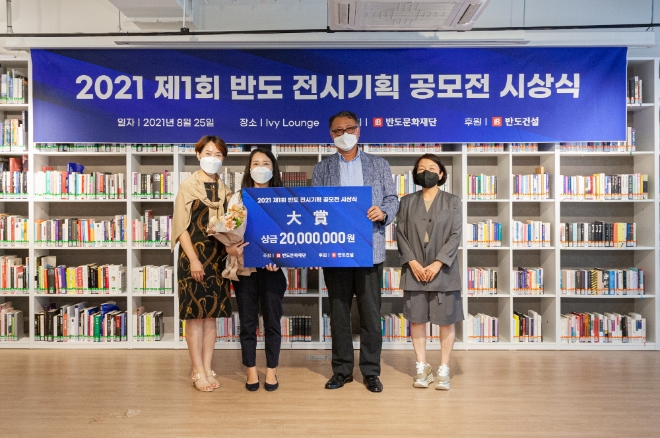 2021 제1회 반도 전시기획 공모전 시상식
일자 | 2021년 8월 25일 장소 | Ivy Lounge | 반도문화재단 후원 | 반도건설
2021 제1회 반도 전시기획 공모전 시상식
大賞
상금 20,000,000원
주최 | 반도문화재단 후원 | 반도건설